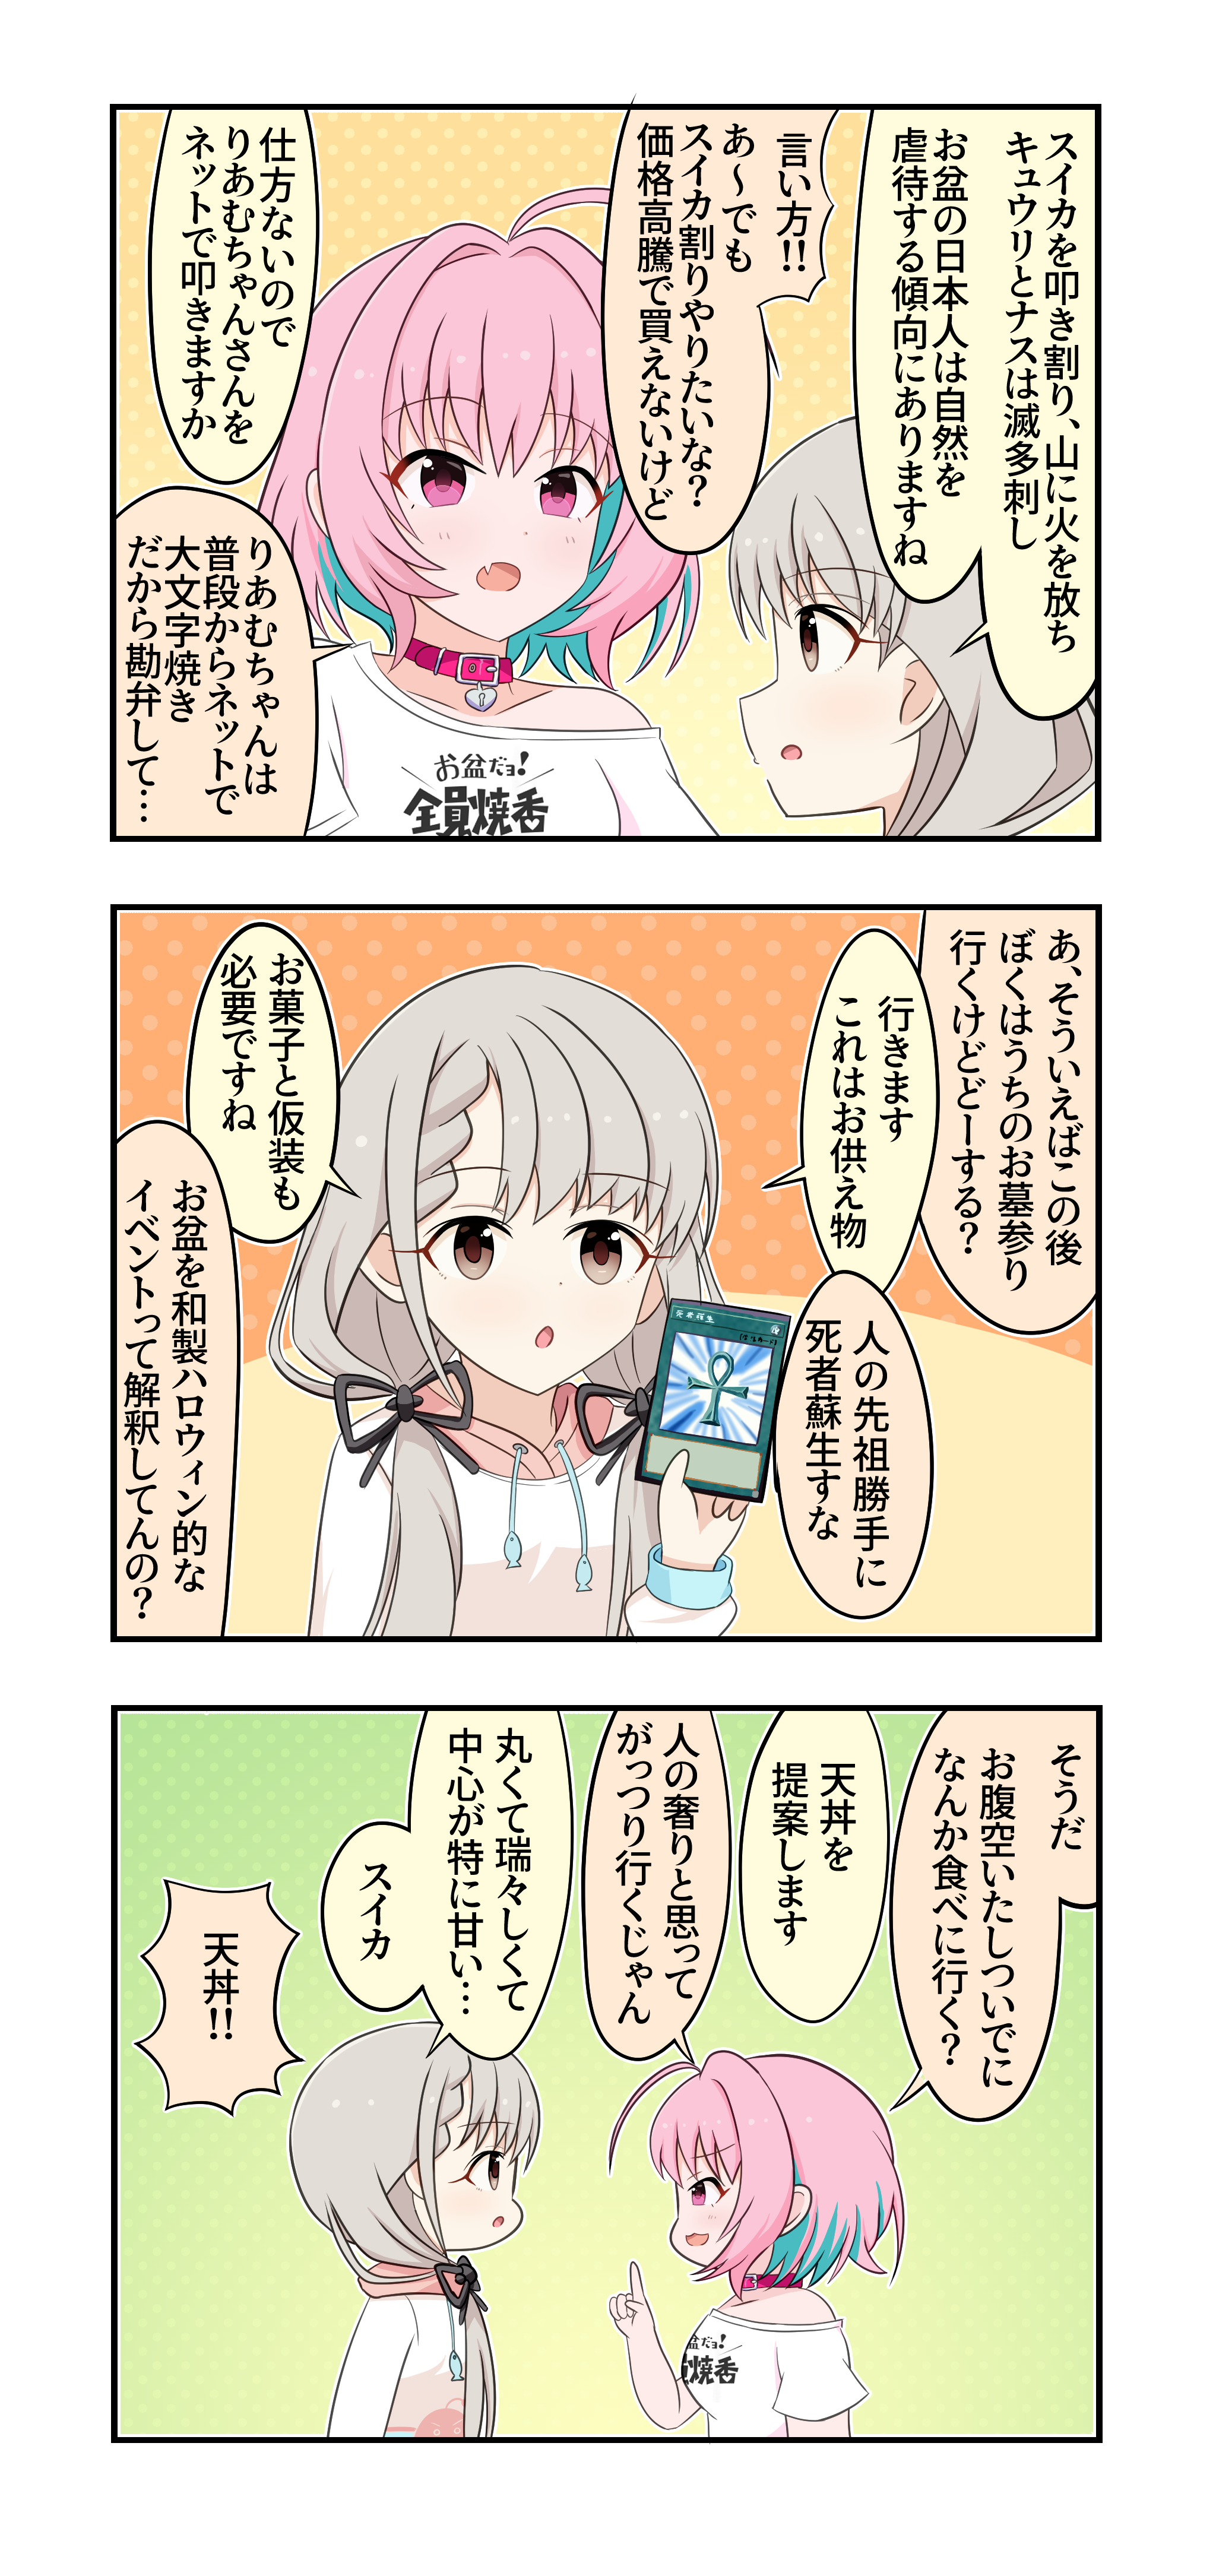 スイカを叩き割り、山に火を放ち
キュウリとナスは滅多刺し
お盆の日本人は自然を
虐待する傾向にありますね
言い方!!
あ～でも
スイカ割りやりたいな?
価格高騰で買えないけど
仕方ないので
りあむちゃんさんを
ネットで叩きますか
りあむちゃんは
普段からネットで
大文字焼き
だから勘弁して…
お盆だョ!
全員焼香
あ、そういえばこの後
ぼくはうちのお墓参り
行くけどどーする?
行きます
これはお供え物
人の先祖勝手に
死者蘇生すな
死者蘇生
お菓子と仮装も
必要ですね
お盆を和製ハロウィン的な
イベントって解釈してんの?
そうだ
お腹空いたしついでに
なんか食べに行く?
天丼を
提案します
人の奢りと思って
がっつり行くじゃん
丸くて瑞々しくて
中心が特に甘い…
スイカ
天丼!!
盆だョ!
員焼香